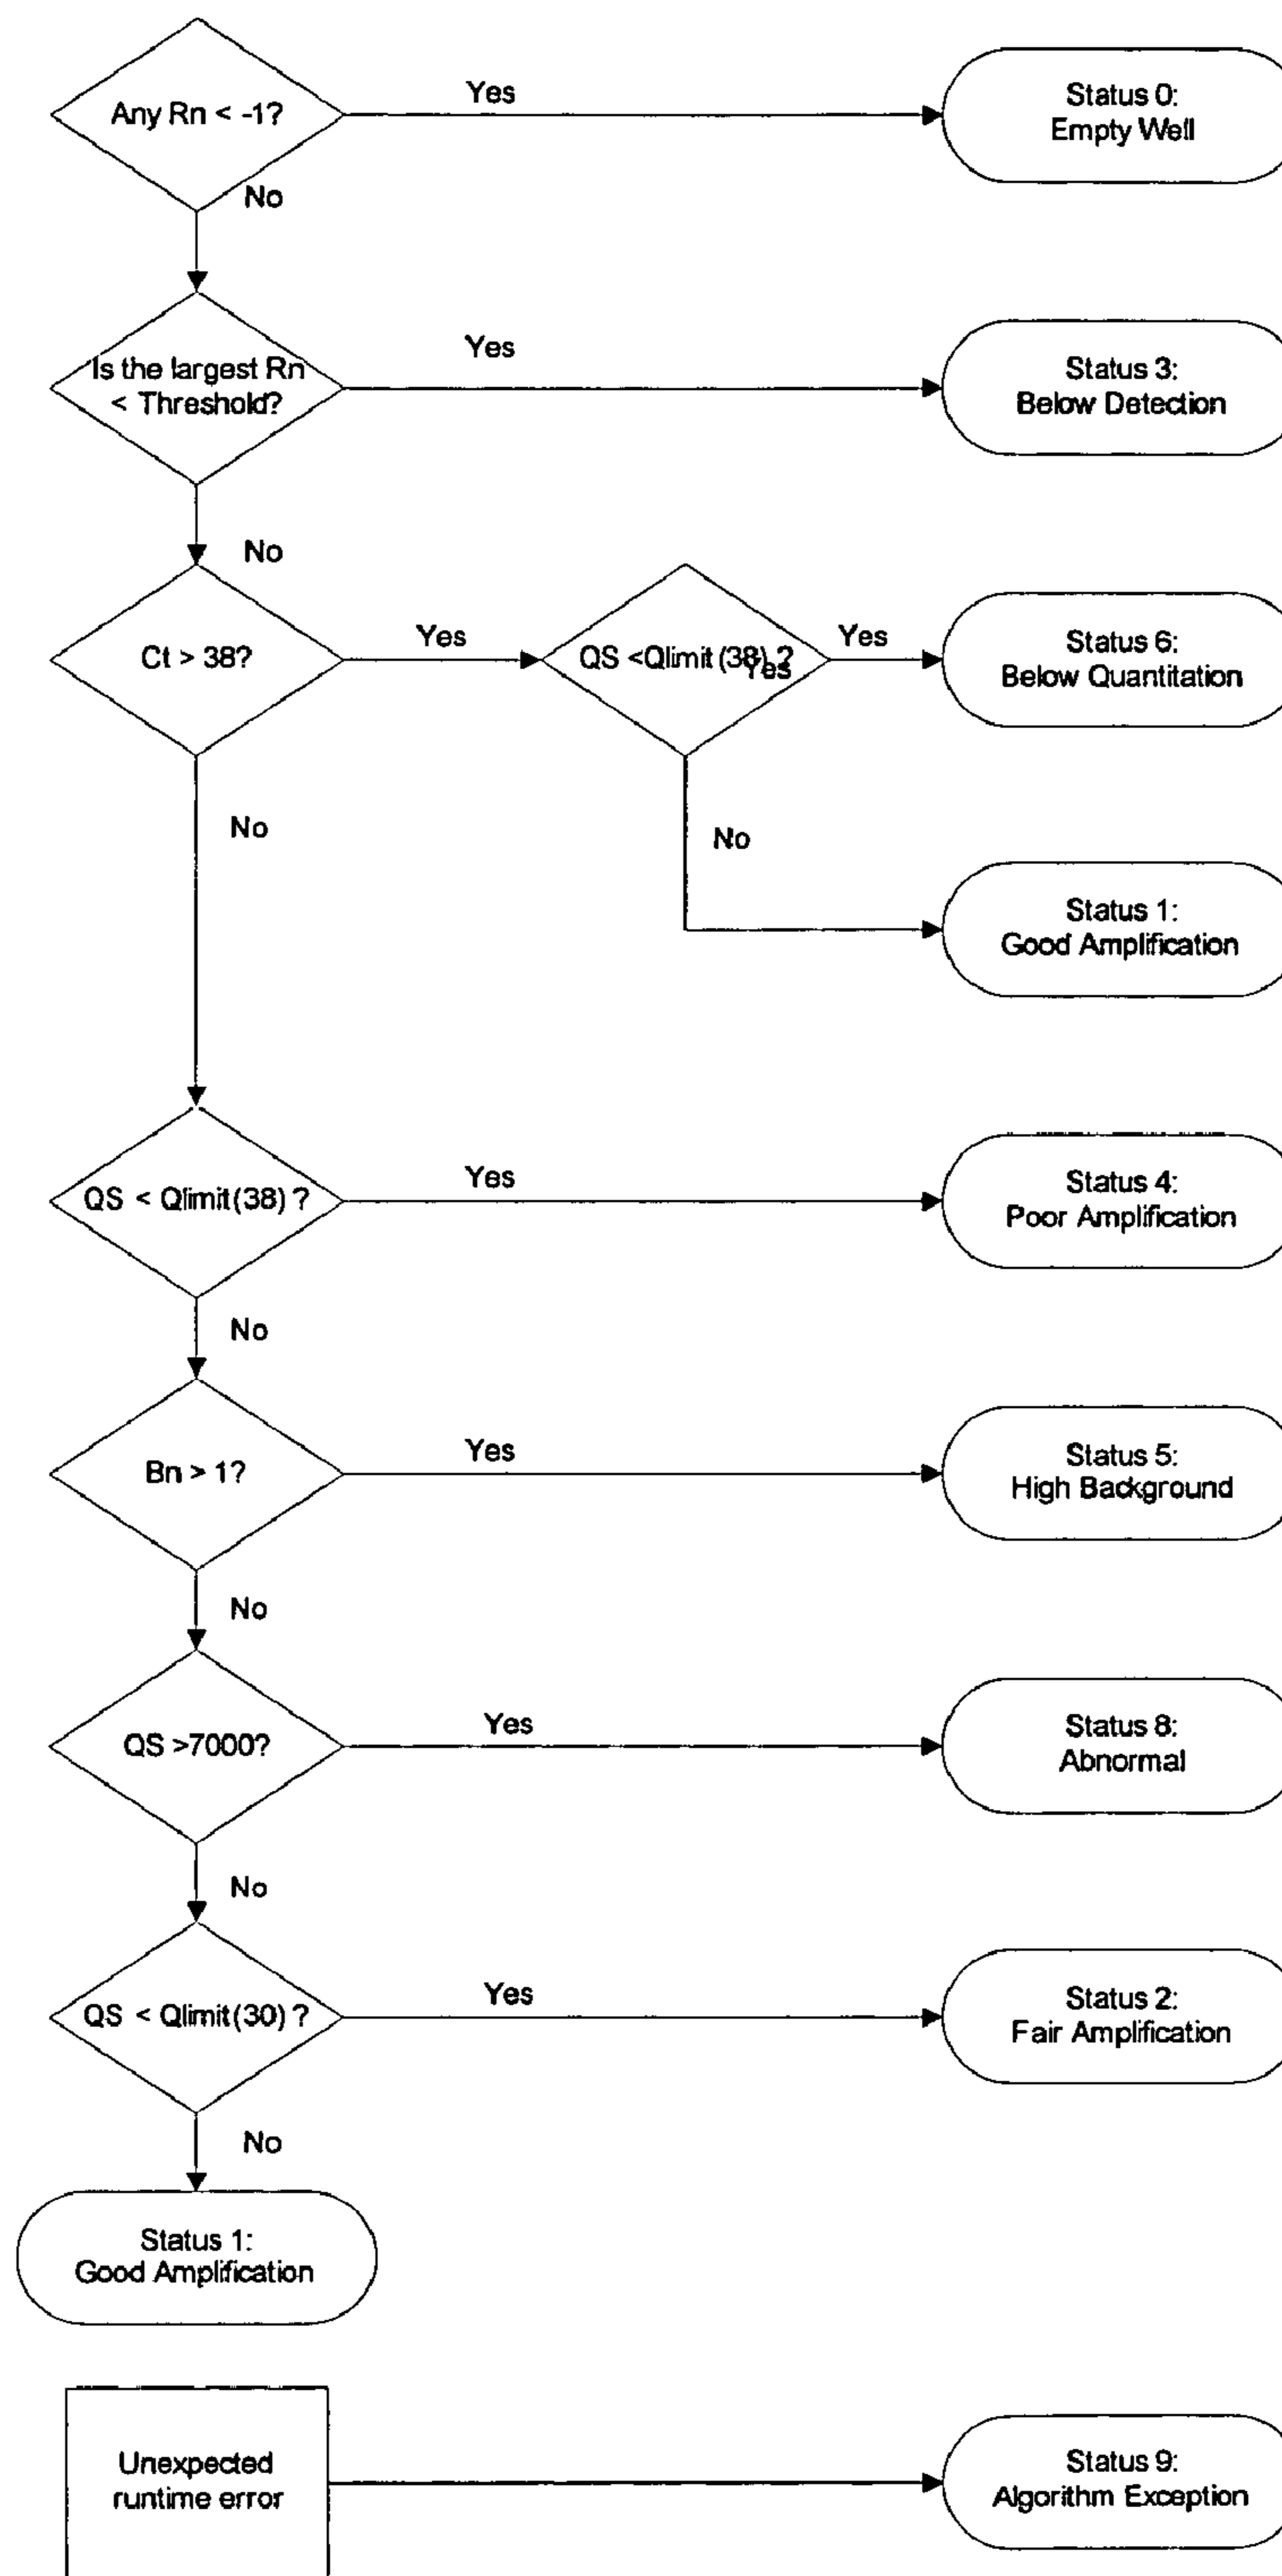 Any Rn < -1?
Yes
Status 0:
Empty Well
No
Is the largest Rn
< Threshold?
Yes
Status 3:
Below Detection
No
Ct > 38?
Yes
QS <Qlimit (38) ?
Yes
Yes
Status 6:
Below Quantitation
No
No
Status 1:
Good Amplification
QS < Qlimit(38) ?
Yes
Status 4:
Poor Amplification
No
Bn > 1?
Yes
Status 5:
High Background
No
QS >7000?
Yes
Status 8:
Abnormal
No
QS < Qlimit(30) ?
Yes
Status 2:
Fair Amplification
No
Status 1:
Good Amplification
Unexpected
runtime error
Status 9:
Algorithm Exception